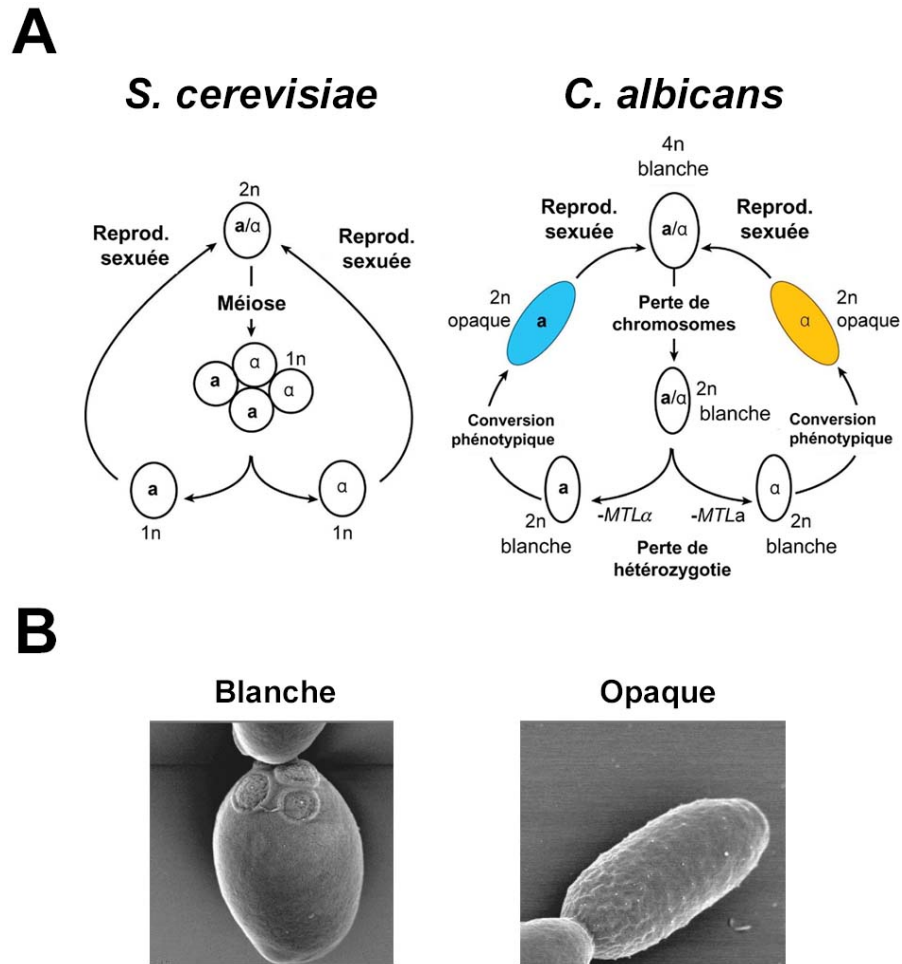 A
S. cerevisiae
2n
a/α
Reprod.
sexuée
Reprod.
sexuée
Méiose
α
1n
a
α
a
a
1n
α
1n
C. albicans
4n
blanche
Reprod.
sexuée
a/α
Reprod.
sexuée
2n
opaque
a
Perte de
chromosomes
α
2n
opaque
a/α
2n
blanche
Conversion
phénotypique
Conversion
phénotypique
a
-MTLα
-MTLa
α
2n
blanche
Perte de
hétérozygotie
2n
blanche
B
Blanche
Opaque